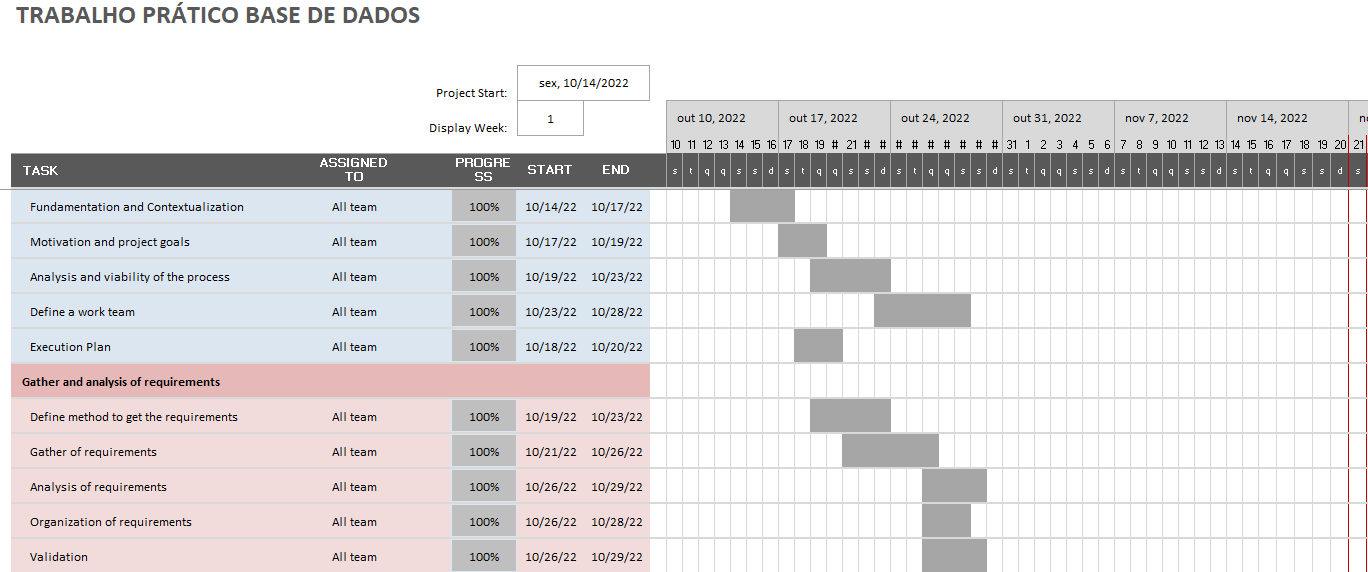 TRABALHO PRÁTICO BASE DE DADOS
Project Start: sex, 10/14/2022
Display Week: 1
out 10, 2022 out 17, 2022 out 24, 2022 out 31, 2022 nov 7, 2022 nov 14, 2022 no
10 11 12 13 14 15 16 17 18 19 # 21 # # # # # # # # # 31 1 2 3 4 5 6 7 8 9 10 11 12 13 14 15 16 17 18 19 20 21
TASK ASSIGNED TO PROGRESS START END s t q q s s d s t q q s s d s t q q s s d s t q q s s d s t q q s s d s t q q s s d s
Fundamentation and Contextualization All team 100% 10/14/22 10/17/22
Motivation and project goals All team 100% 10/17/22 10/19/22
Analysis and viability of the process All team 100% 10/19/22 10/23/22
Define a work team All team 100% 10/23/22 10/28/22
Execution Plan All team 100% 10/18/22 10/20/22
Gather and analysis of requirements
Define method to get the requirements All team 100% 10/19/22 10/23/22
Gather of requirements All team 100% 10/21/22 10/26/22
Analysis of requirements All team 100% 10/26/22 10/29/22
Organization of requirements All team 100% 10/26/22 10/28/22
Validation All team 100% 10/26/22 10/29/22